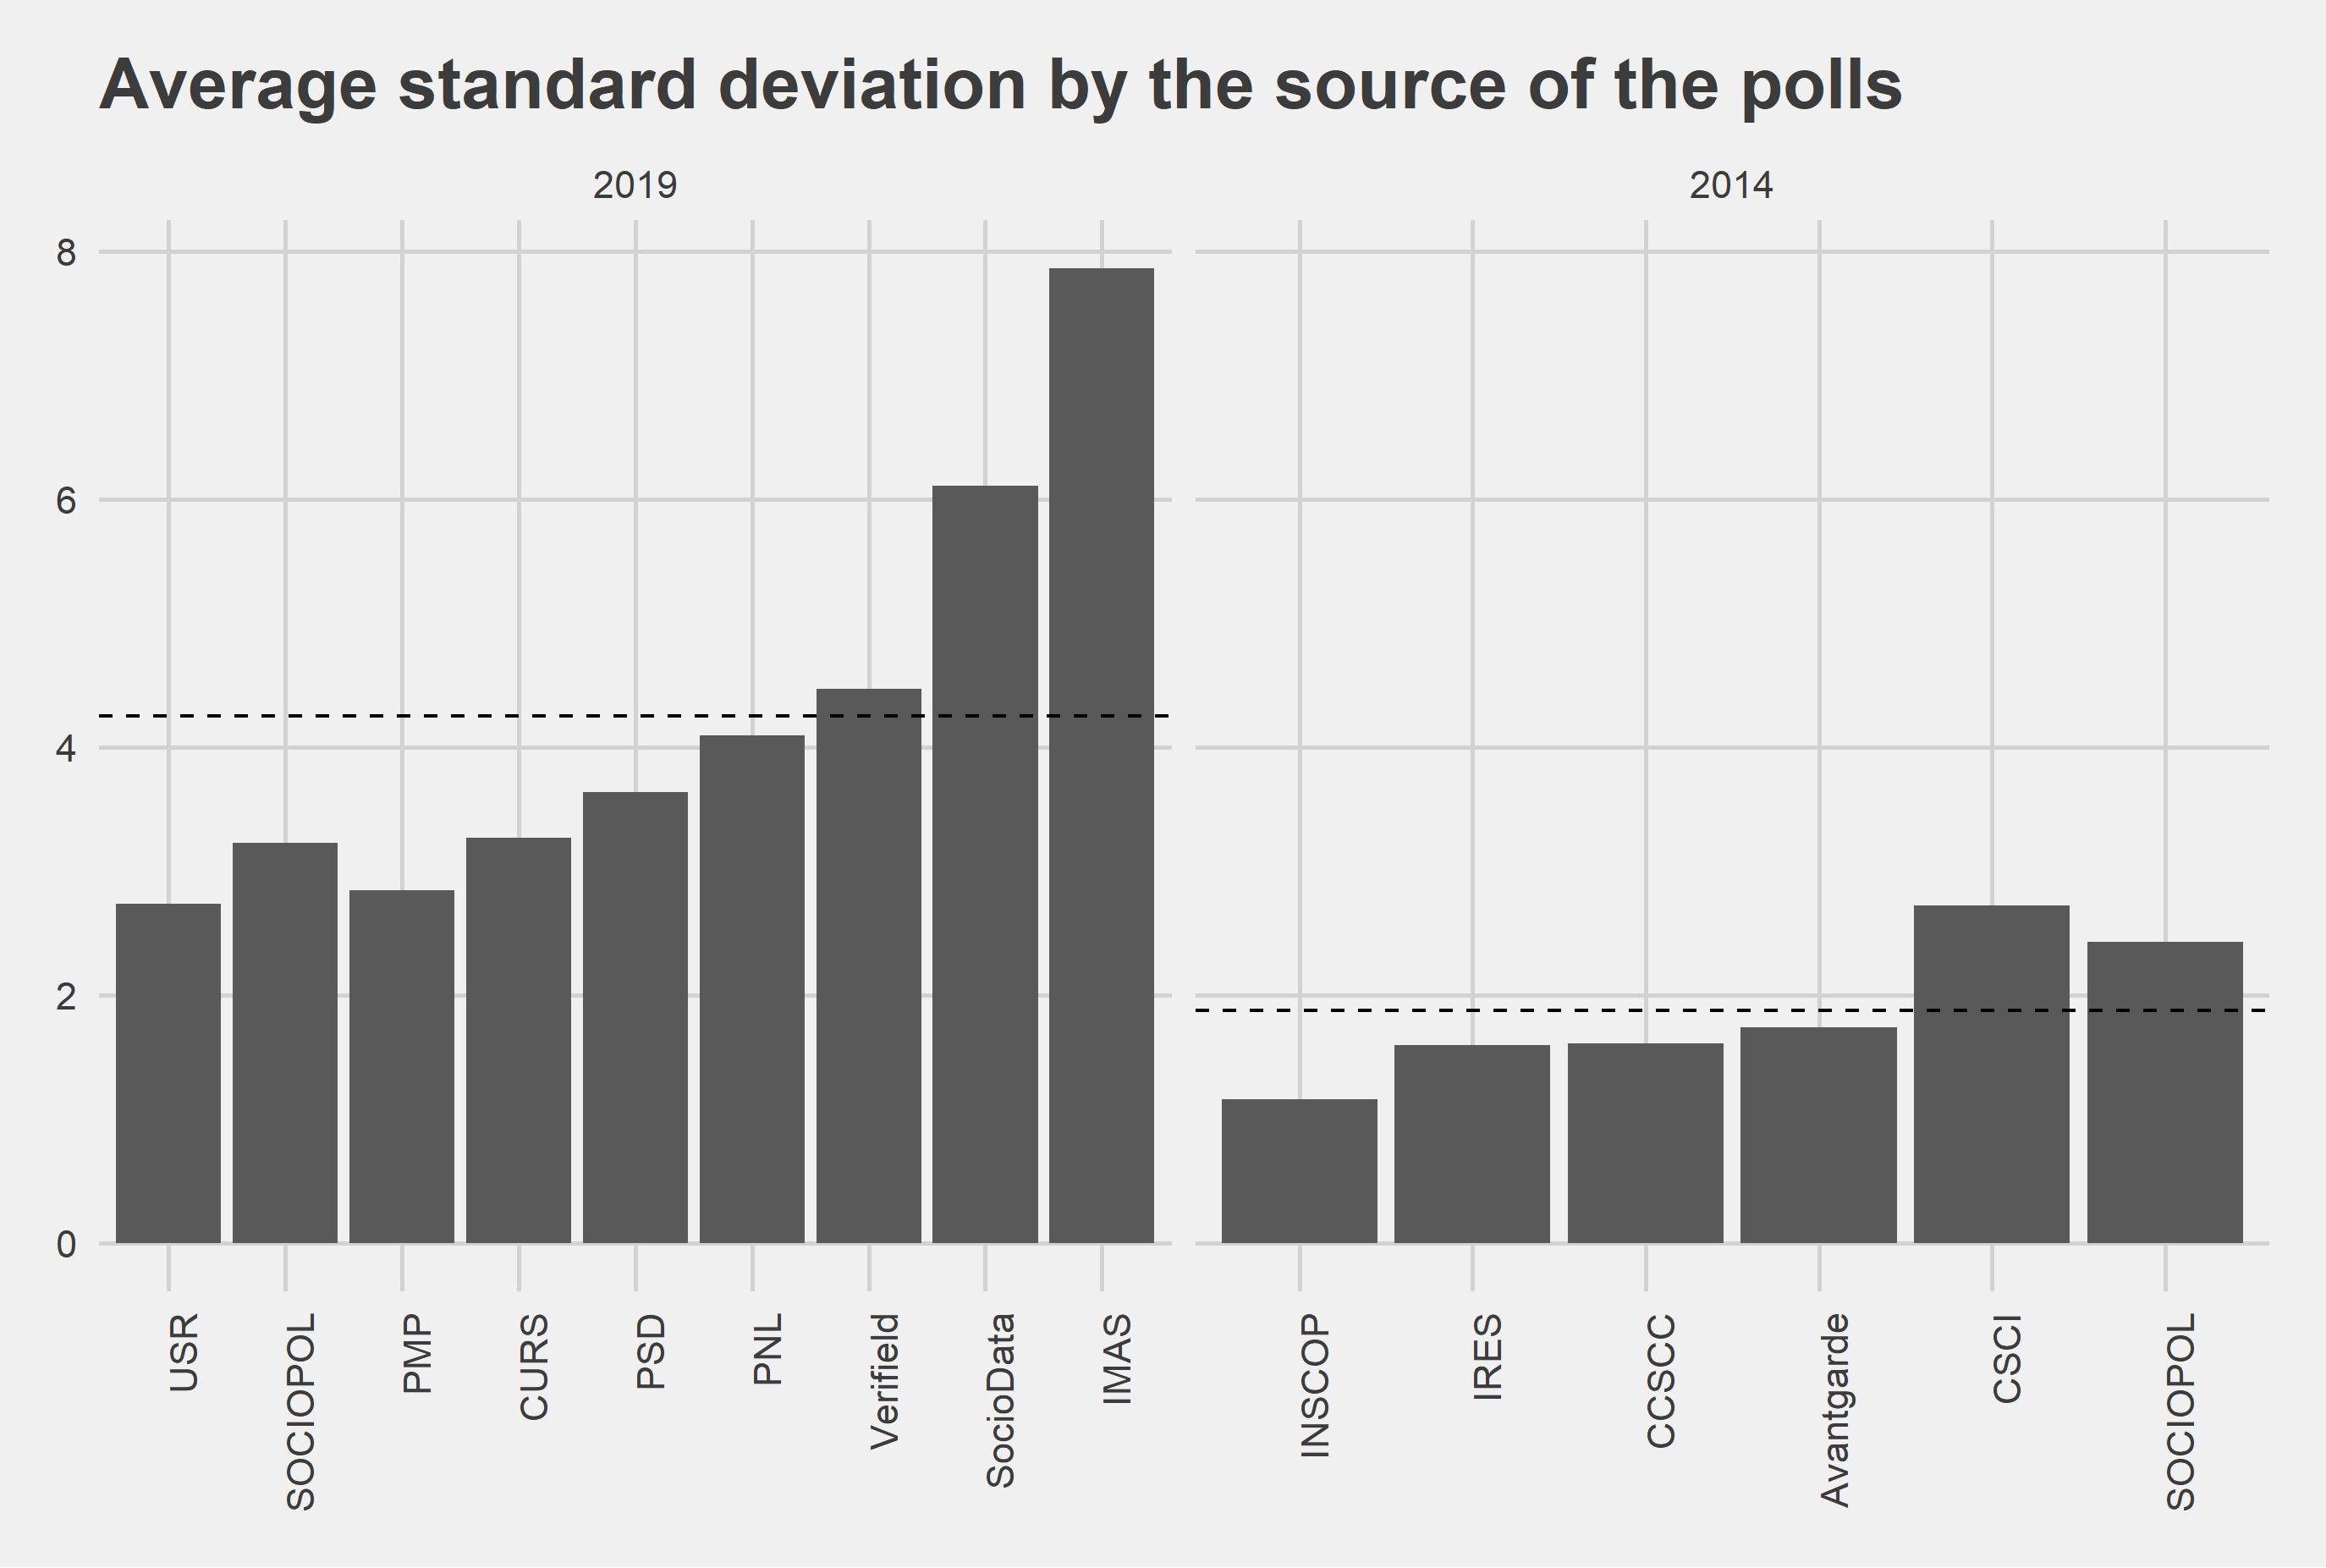 Average standard deviation by the source of the polls
2019
2014
8
6
4
2
0
USR
SOCIOPOL
PMP
CURS
PSD
PNL
Verifield
SocioData
IMAS
INSCOP
IRES
CCSCC
Avantgarde
CSCI
SOCIOPOL